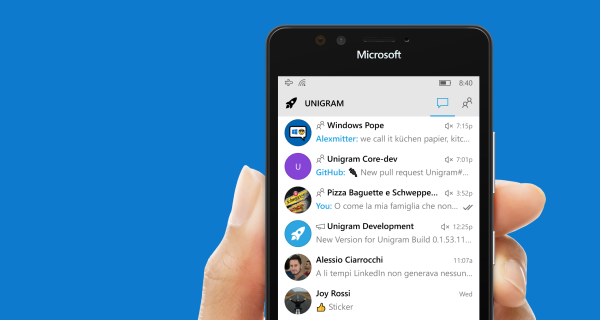 Microsoft
8:40
UNIGRAM
Windows Pope 7:15p
Alexmitter: we call it küchen papier, kitc...
U
Unigram Core-dev 7:01p
GitHub: New pull request Unigram#...
Pizza Baguette e Schweppe... 3:52p
You: O come la mia famiglia che non...
Unigram Development 12:25p
New Version for Unigram Build 0.1.53.11...
Alessio Ciarrocchi 11:07a
A li tempi LinkedIn non generava nessun...
Joy Rossi Wed
👍 Sticker